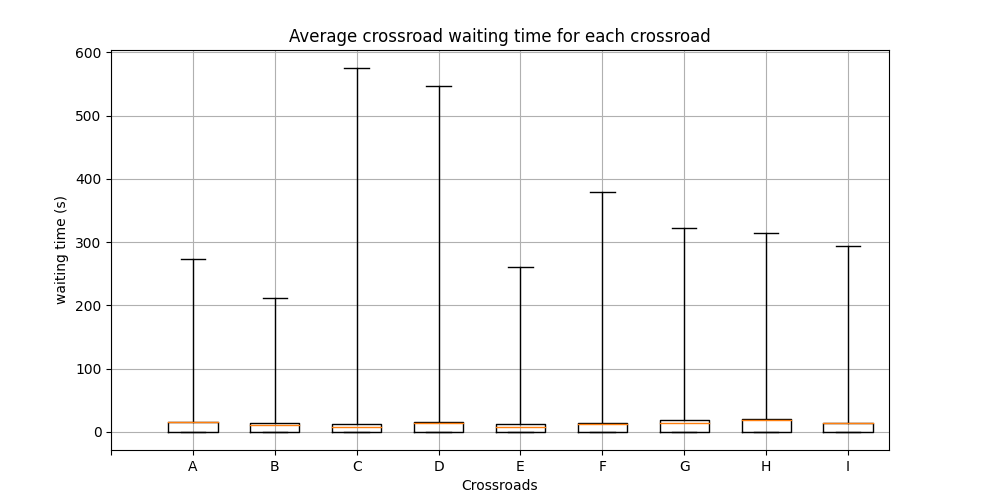 Average crossroad waiting time for each crossroad
waiting time (s)
600
500
400
300
200
100
0
A B C D E F G H I
Crossroads